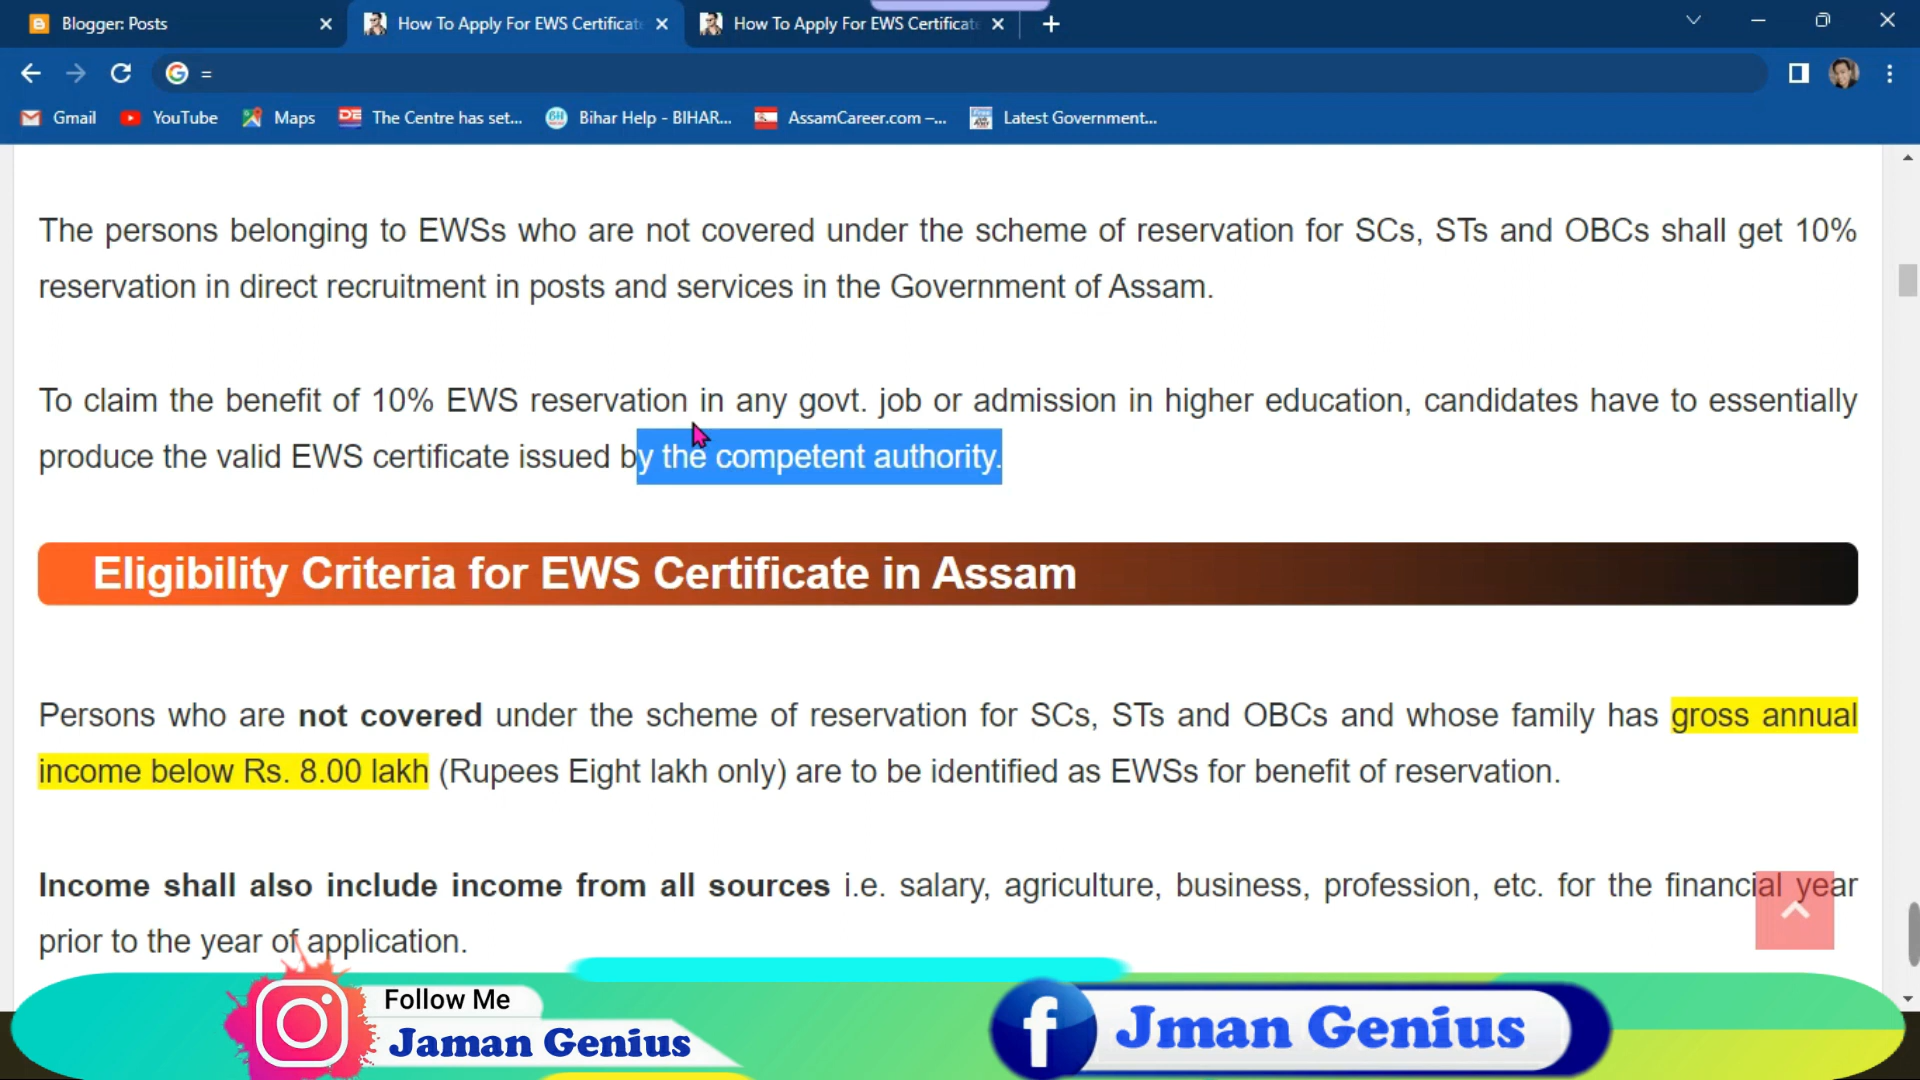 Blogger: Posts
How To Apply For EWS Certificat
How To Apply For EWS Certificat
=
Gmail
YouTube
Maps
DE
The Centre has set...
BH
Bihar Help - BIHAR...
AssamCareer.com –...
Latest Government...
The persons belonging to EWSs who are not covered under the scheme of reservation for SCs, STs and OBCs shall get 10%
reservation in direct recruitment in posts and services in the Government of Assam.
To claim the benefit of 10% EWS reservation in any govt. job or admission in higher education, candidates have to essentially
produce the valid EWS certificate issued by the competent authority.
Eligibility Criteria for EWS Certificate in Assam
Persons who are not covered under the scheme of reservation for SCs, STs and OBCs and whose family has gross annual
income below Rs. 8.00 lakh (Rupees Eight lakh only) are to be identified as EWSs for benefit of reservation.
Income shall also include income from all sources i.e. salary, agriculture, business, profession, etc. for the financial year
prior to the year of application.
Follow Me
Jaman Genius
Jman Genius